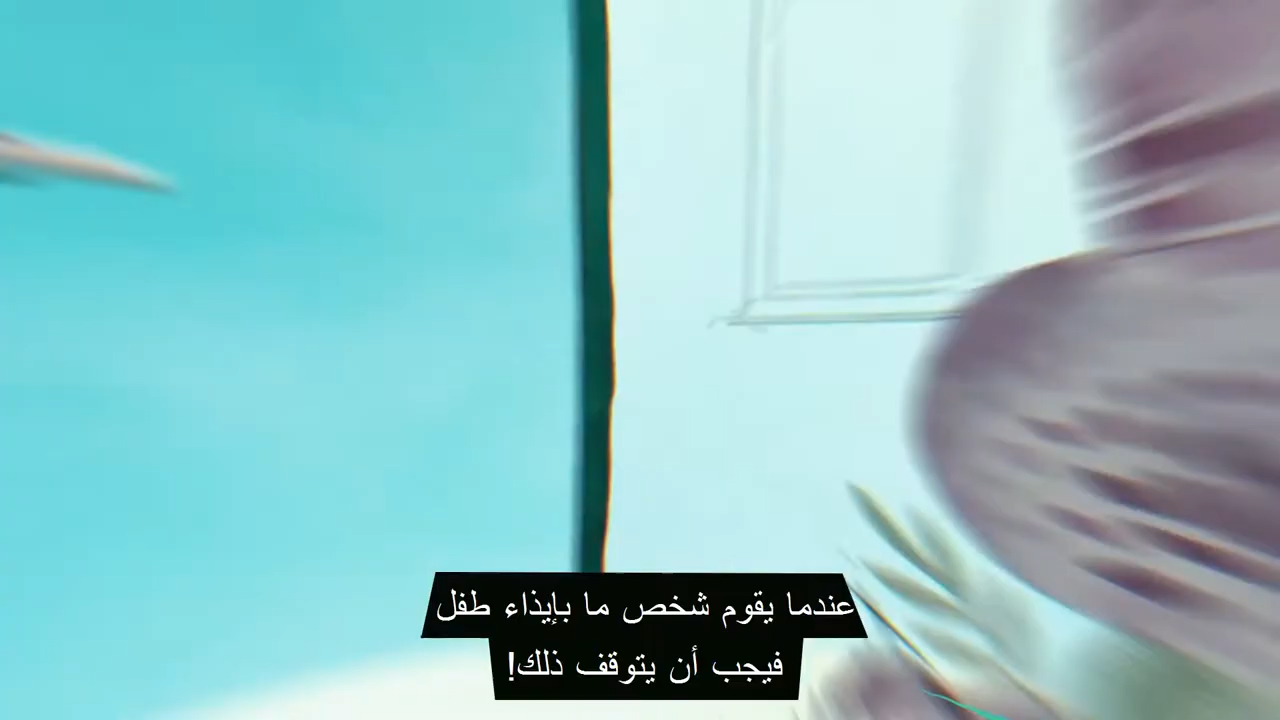 عندما يقوم شخص ما بإيذاء طفل
فيجب أن يتوقف ذلك!